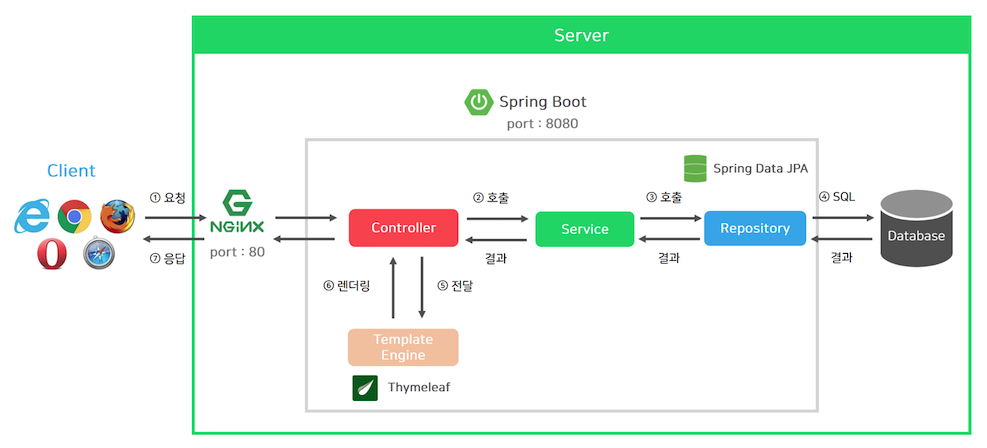 Server
Spring Boot
port : 8080
Client
Spring Data JPA
① 요청
② 호출
③ 호출
④ SQL
NGiNX
Controller
Service
Repository
Database
port : 80
⑦ 응답
결과
결과
결과
⑥ 렌더링
⑤ 전달
Template
Engine
Thymeleaf